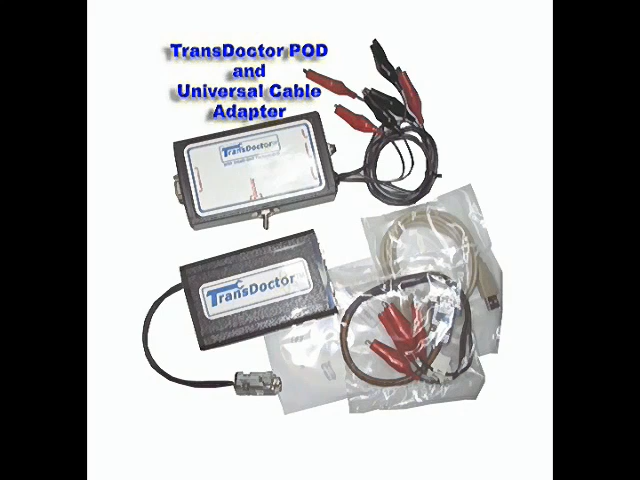 TransDoctor POD
and
Universal Cable
Adapter
TransDoctor
TransDoctor